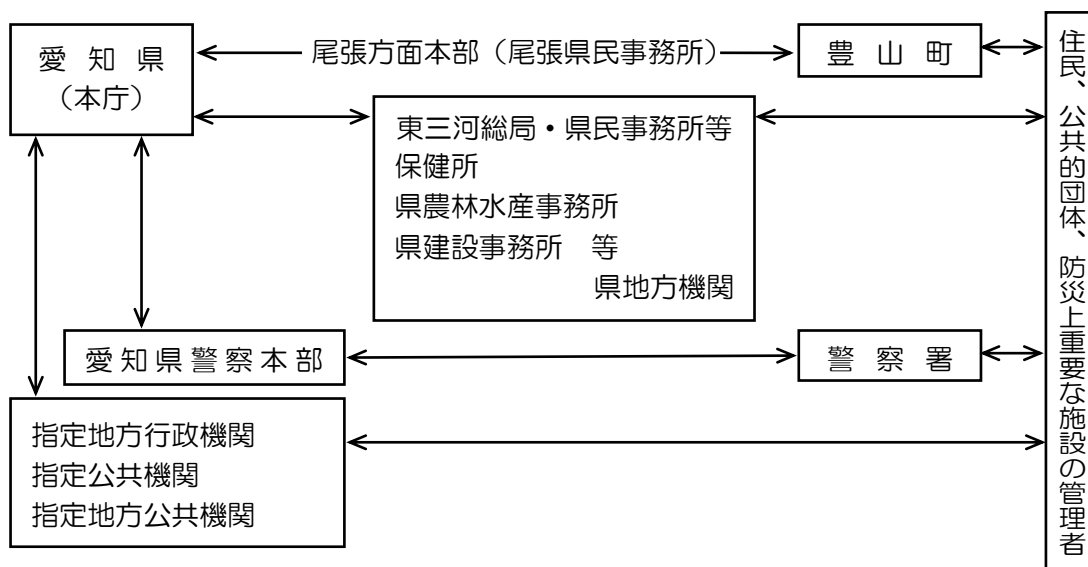 愛知県
（本庁）
尾張方面本部（尾張県民事務所）
豊山町
東三河総局・県民事務所等
保健所
県農林水産事務所
県建設事務所　等
県地方機関
愛知県警察本部
警察署
指定地方行政機関
指定公共機関
指定地方公共機関
住民、公共的団体、防災上重要な施設の管理者